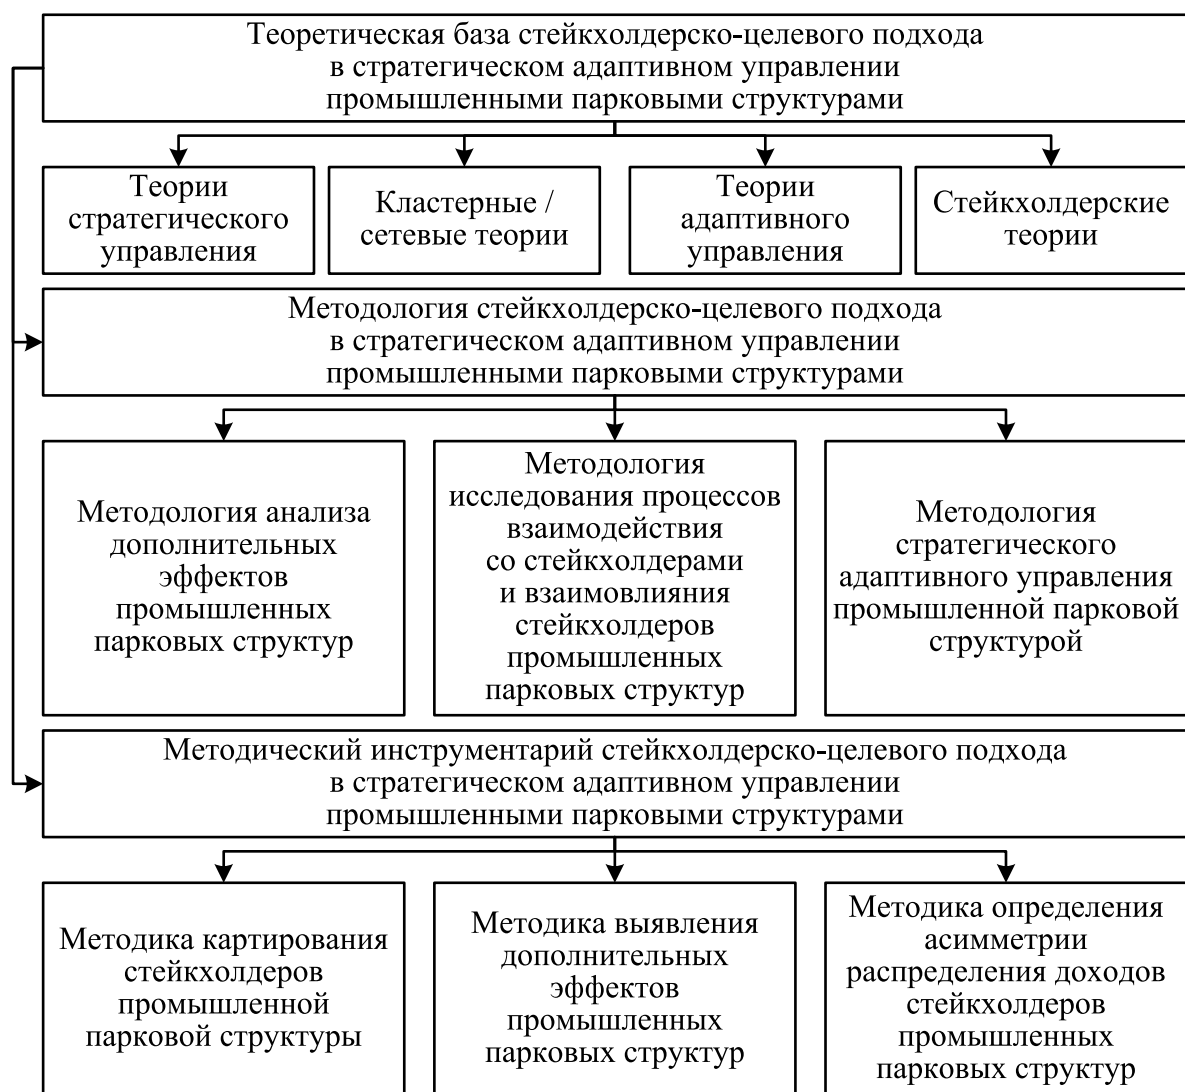 Теоретическая база стейкхолдерско-целевого подхода
в стратегическом адаптивном управлении
промышленными парковыми структурами
Теории
стратегического
управления
Кластерные /
сетевые теории
Теории
адаптивного
управления
Стейкхолдерские
теории
Методология стейкхолдерско-целевого подхода
в стратегическом адаптивном управлении
промышленными парковыми структурами
Методология анализа
дополнительных
эффектов
промышленных
парковых структур
Методология
исследования процессов
взаимодействия
со стейкхолдерами
и взаимовлияния
стейкхолдеров
промышленных
парковых структур
Методология
стратегического
адаптивного управления
промышленной парковой
структурой
Методический инструментарий стейкхолдерско-целевого подхода
в стратегическом адаптивном управлении
промышленными парковыми структурами
Методика картирования
стейкхолдеров
промышленной
парковой структуры
Методика выявления
дополнительных
эффектов
промышленных
парковых структур
Методика определения
асимметрии
распределения доходов
стейкхолдеров
промышленных
парковых структур